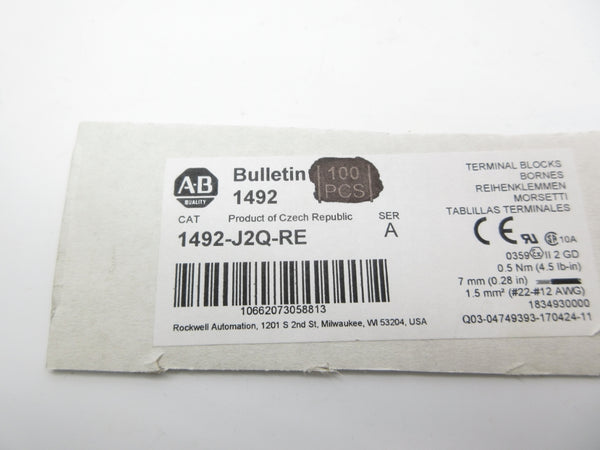 AB
QUALITY
Bulletin
1492
100
PCS
CAT
Product of Czech Republic
SER
1492-J2Q-RE
A
10662073058813
Rockwell Automation, 1201 S 2nd St, Milwaukee, WI 53204, USA
TERMINAL BLOCKS
BORNES
REIHENKLEMMEN
MORSETTI
TABLILLAS TERMINALES
CE 10A
0359 II 2 GD
0.5 Nm (4.5 lb-in)
7 mm (0.28 in)
1.5 mm² (#22-#12 AWG)
1834930000
Q03-04749393-170424-11